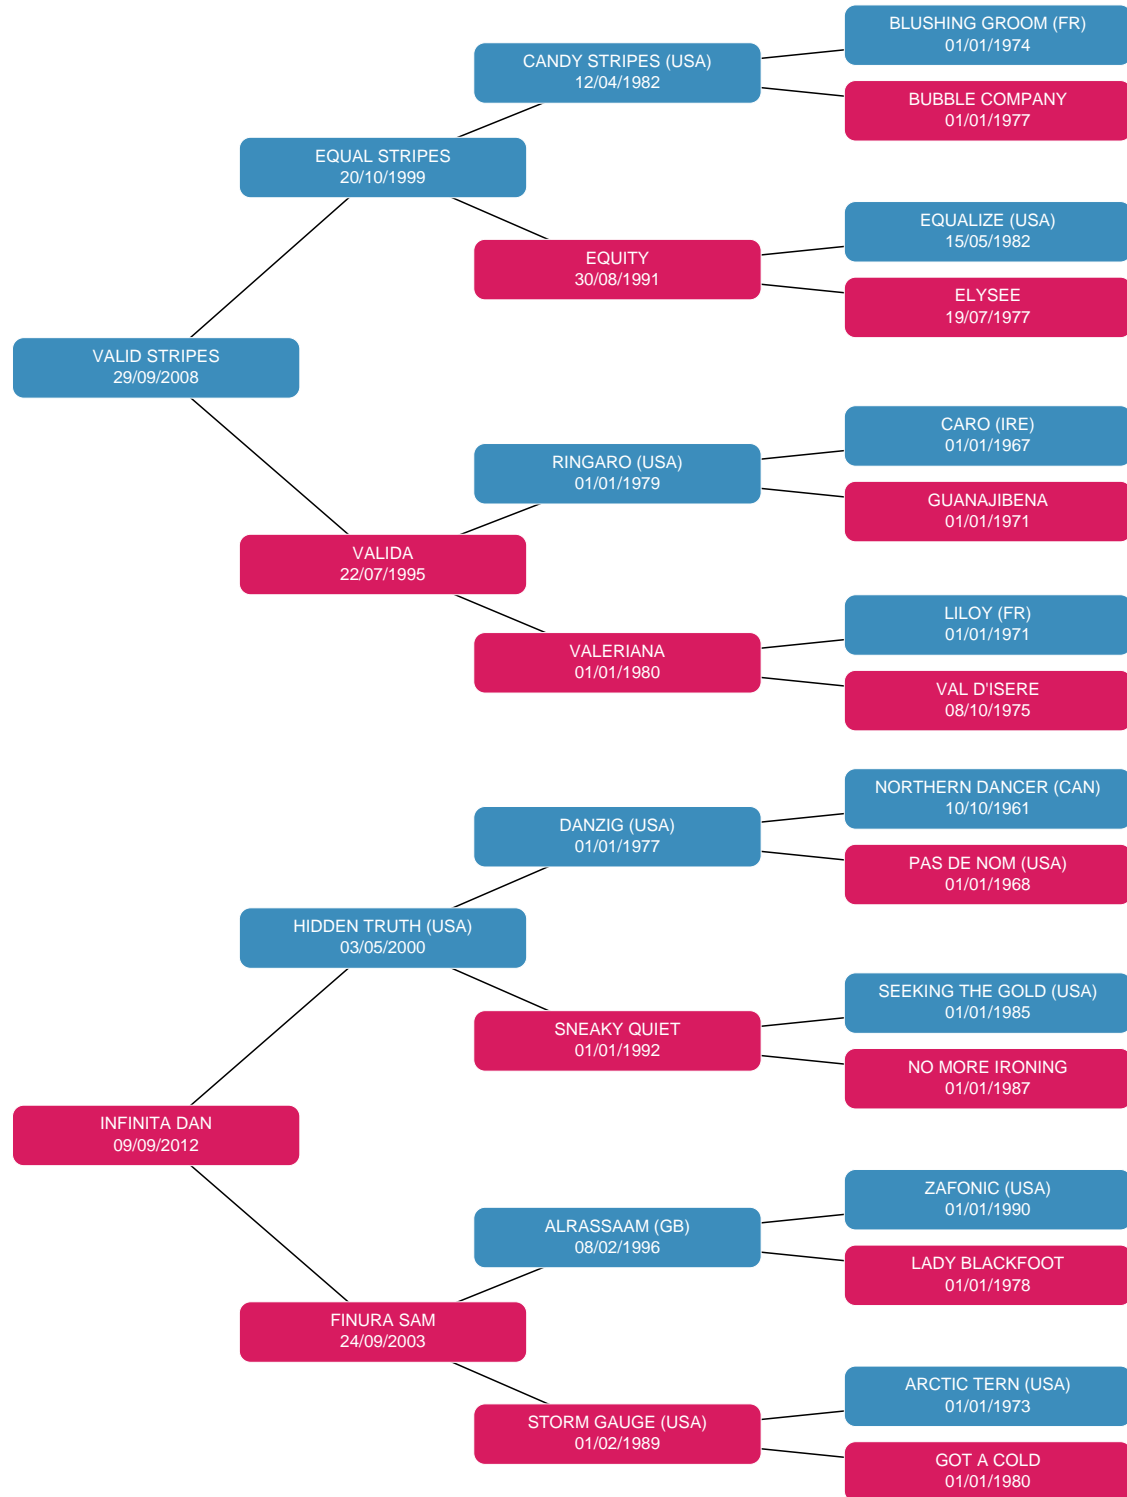 BLUSHING GROOM (FR)
01/01/1974
CANDY STRIPES (USA)
12/04/1982
BUBBLE COMPANY
01/01/1977
EQUAL STRIPES
20/10/1999
EQUALIZE (USA)
15/05/1982
EQUITY
30/08/1991
ELYSEE
19/07/1977
VALID STRIPES
29/09/2008
CARO (IRE)
01/01/1967
RINGARO (USA)
01/01/1979
GUANAJIBENA
01/01/1971
VALIDA
22/07/1995
LILOY (FR)
01/01/1971
VALERIANA
01/01/1980
VAL D'ISERE
08/10/1975
NORTHERN DANCER (CAN)
10/10/1961
DANZIG (USA)
01/01/1977
PAS DE NOM (USA)
01/01/1968
HIDDEN TRUTH (USA)
03/05/2000
SEEKING THE GOLD (USA)
01/01/1985
SNEAKY QUIET
01/01/1992
NO MORE IRONING
01/01/1987
INFINITA DAN
09/09/2012
ZAFONIC (USA)
01/01/1990
ALRASSAAM (GB)
08/02/1996
LADY BLACKFOOT
01/01/1978
FINURA SAM
24/09/2003
ARCTIC TERN (USA)
01/01/1973
STORM GAUGE (USA)
01/02/1989
GOT A COLD
01/01/1980